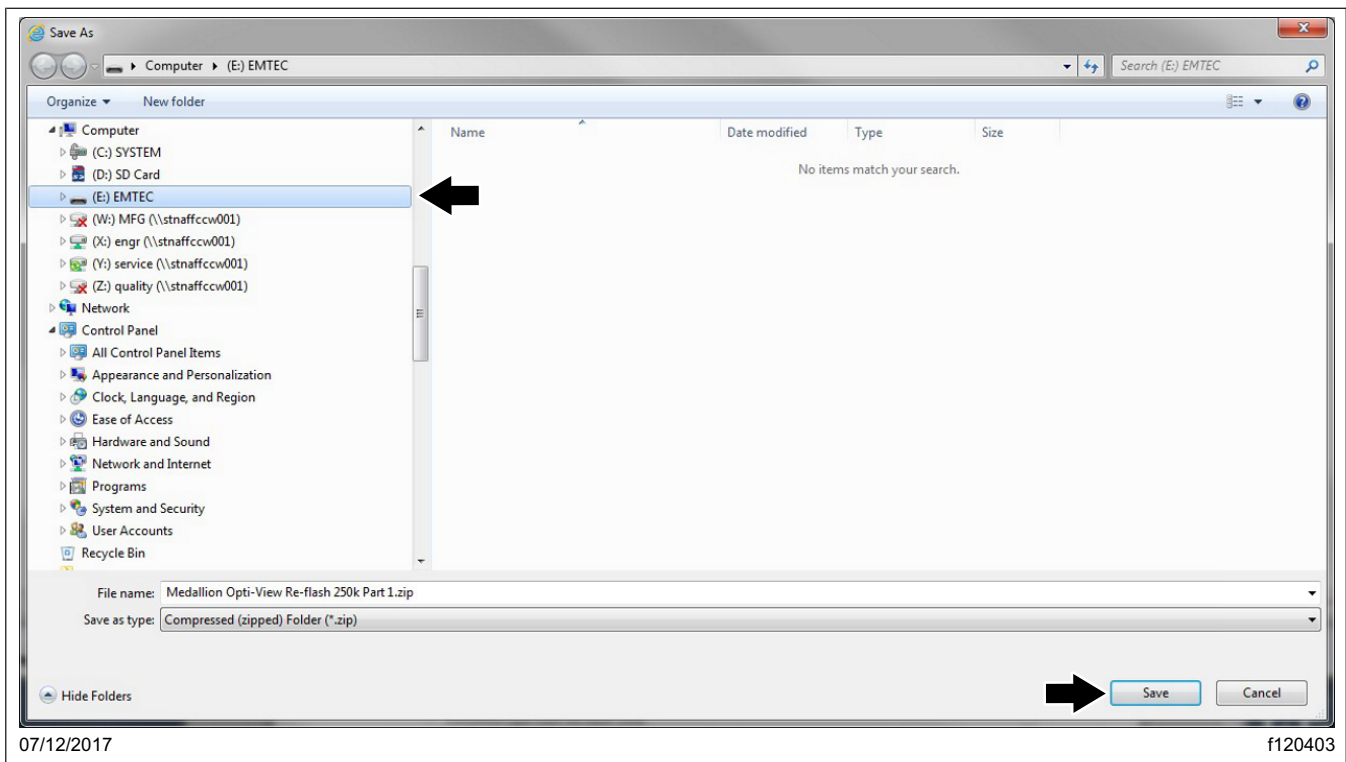 Save As
Computer ▸ (E:) EMTEC
Search (E:) EMTEC
Organize ▾ New folder
Computer
(C:) SYSTEM
(D:) SD Card
(E:) EMTEC
(W:) MFG (\\stnaffccw001)
(X:) engr (\\stnaffccw001)
(Y:) service (\\stnaffccw001)
(Z:) quality (\\stnaffccw001)
Network
Control Panel
All Control Panel Items
Appearance and Personalization
Clock, Language, and Region
Ease of Access
Hardware and Sound
Network and Internet
Programs
System and Security
User Accounts
Recycle Bin
Name Date modified Type Size
No items match your search.
File name: Medallion Opti-View Re-flash 250k Part 1.zip
Save as type: Compressed (zipped) Folder (*.zip)
Hide Folders
Save Cancel
07/12/2017 f120403